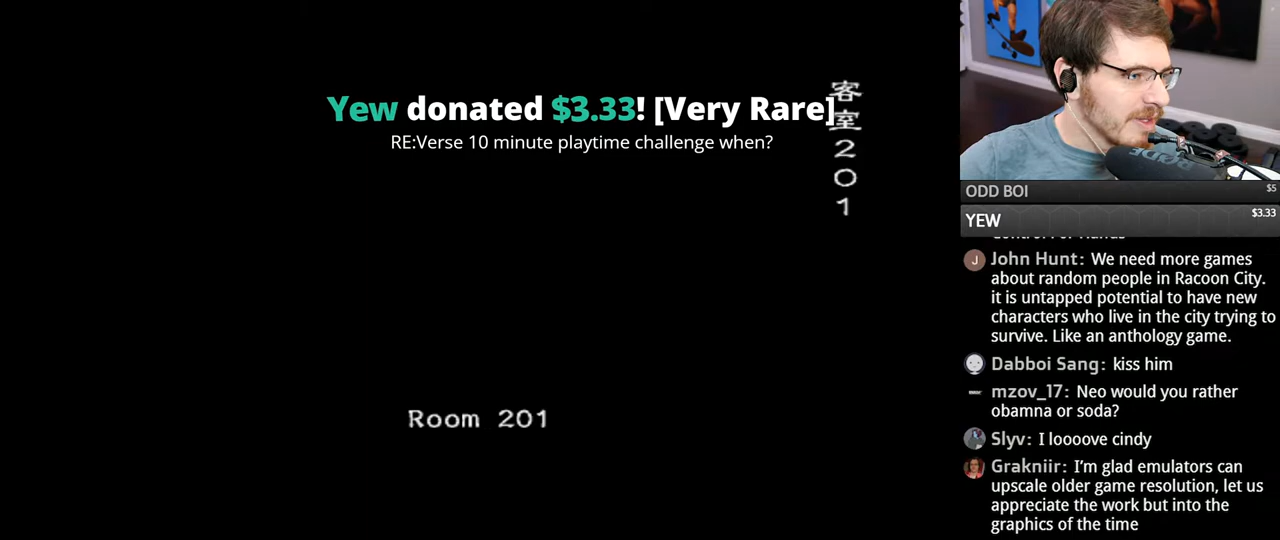 Yew donated $3.33! [Very Rare]
RE:Verse 10 minute playtime challenge when?
客室201
Room 201
ODD BOI
$5
YEW
$3.33
John Hunt: We need more games
about random people in Racoon City.
it is untapped potential to have new
characters who live in the city trying to
survive. Like an anthology game.
Dabboi Sang: kiss him
mzov_17: Neo would you rather
obamna or soda?
Slyv: I loooove cindy
Grakniir: I'm glad emulators can
upscale older game resolution, let us
appreciate the work but into the
graphics of the time